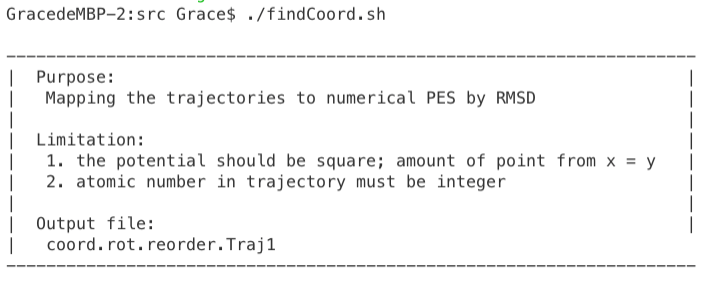 GracedeMBP-2:src Grace$ ./findCoord.sh
----------------------------------------------------------------------
|  Purpose:                                                          |
|   Mapping the trajectories to numerical PES by RMSD                |
|                                                                    |
|  Limitation:                                                       |
|   1. the potential should be square; amount of point from x = y    |
|   2. atomic number in trajectory must be integer                   |
|                                                                    |
|  Output file:                                                      |
|   coord.rot.reorder.Traj1
----------------------------------------------------------------------